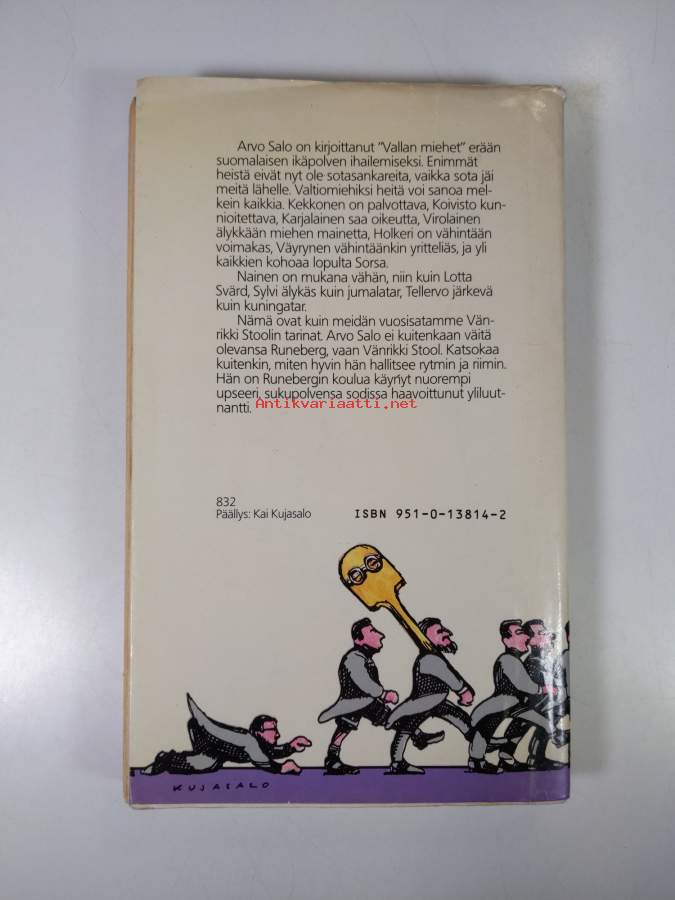 Arvo Salo on kirjoittanut "Vallan miehet" erään
suomalaisen ikäpolven ihailemiseksi. Enimmät
heistä eivät nyt ole sotasankareita, vaikka sota jäi
meitä lähelle. Valtiomiehiksi heitä voi sanoa mel-
kein kaikkia. Kekkonen on palvottava, Koivisto kun-
nioitettava, Karjalainen saa oikeutta, Virolainen
älykkään miehen mainetta, Holkeri on vähintään
voimakas, Väyrynen vähintäänkin yritteliäs, ja yli
kaikkien kohoaa lopulta Sorsa.
Nainen on mukana vähän, niin kuin Lotta
Svärd, Sylvi älykäs kuin jumalatar, Tellervo järkevä
kuin kuningatar.
Nämä ovat kuin meidän vuosisatamme Vän-
rikki Stoolin tarinat. Arvo Salo ei kuitenkaan väitä
olevansa Runeberg, vaan Vänrikki Stool. Katsokaa
kuitenkin, miten hyvin hän hallitsee rytmin ja riimin.
Hän on Runebergin koulua käynyt nuorempi
upseeri, sukupolvensa sodissa haavoittunut yliluut-
nantti.
Antikvariaatti.net
832
Päällys: Kai Kujasalo
ISBN 951-0-13814-2
KUJASALO